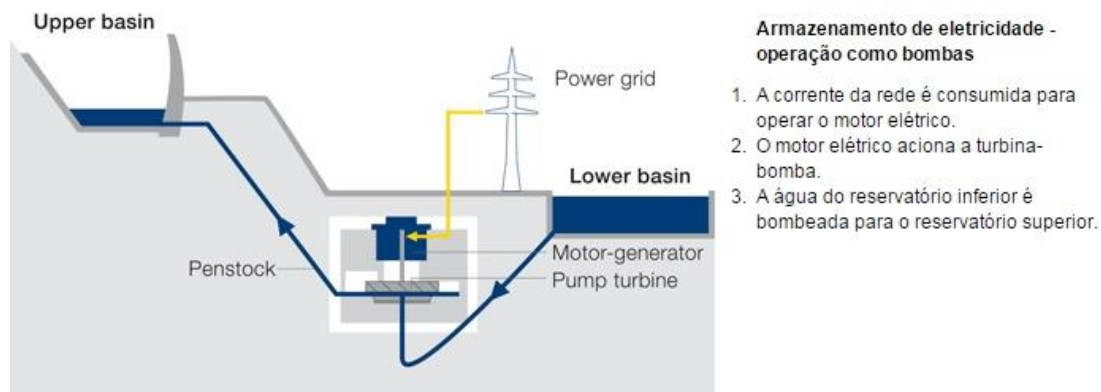 Upper basin
Power grid
Lower basin
Motor-generator
Penstock
Pump turbine
Armazenamento de eletricidade -
operação como bombas
1. A corrente da rede é consumida para
operar o motor elétrico.
2. O motor elétrico aciona a turbina-
bomba.
3. A água do reservatório inferior é
bombeada para o reservatório superior.